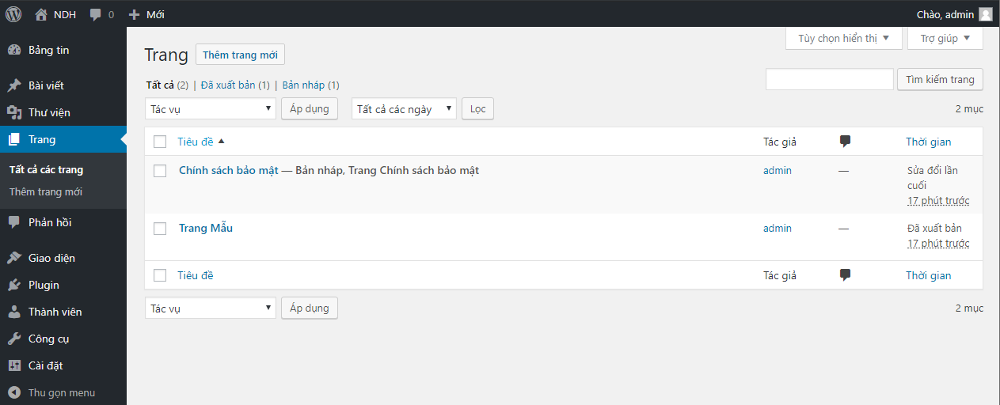 NDH 0 Mới Chào, admin
Tùy chọn hiển thị Trợ giúp
Bảng tin
Bài viết
Thư viện
Trang
Tất cả các trang
Thêm trang mới
Phản hồi
Giao diện
Plugin
Thành viên
Công cụ
Cài đặt
Thu gọn menu
Trang Thêm trang mới
Tất cả (2) | Đã xuất bản (1) | Bản nháp (1)
Tìm kiếm trang
Tác vụ Áp dụng Tất cả các ngày Lọc 2 mục
Tiêu đề Tác giả Thời gian
Chính sách bảo mật — Bản nháp, Trang Chính sách bảo mật admin — Sửa đổi lần
cuối
17 phút trước
Trang Mẫu admin — Đã xuất bản
17 phút trước
Tiêu đề Tác giả Thời gian
Tác vụ Áp dụng 2 mục